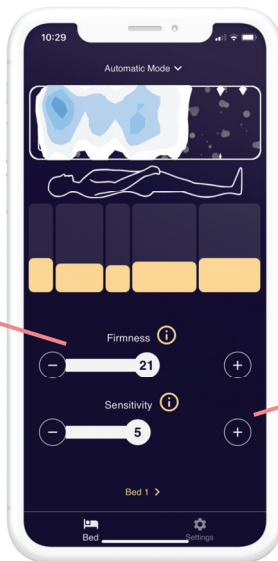 10:29
Automatic Mode
Firmness i
− 21 +
Sensitivity i
− 5 +
Bed 1 >
Bed Settings